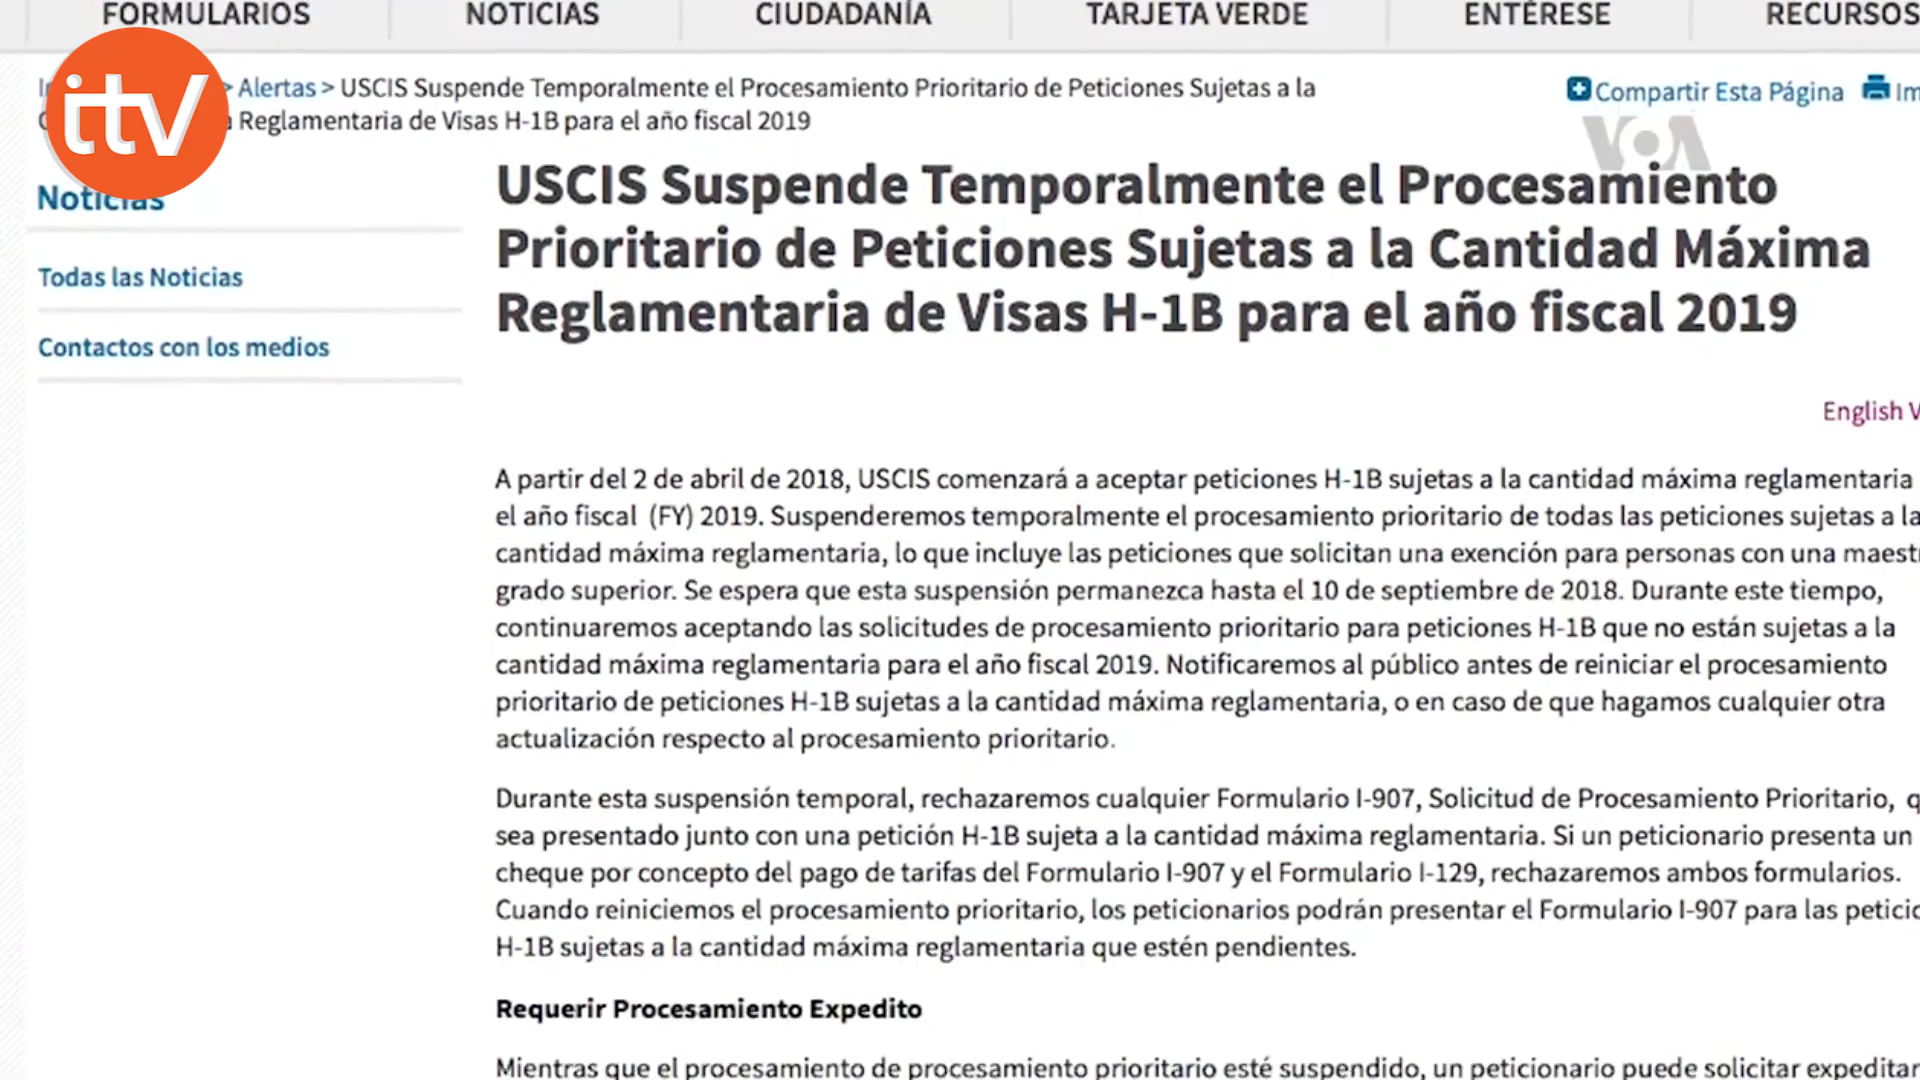 FORMULARIOS NOTICIAS CIUDADANÍA TARJETA VERDE ENTÉRESE RECURSOS
itv
> Alertas > USCIS Suspende Temporalmente el Procesamiento Prioritario de Peticiones Sujetas a la
Reglamentaria de Visas H-1B para el año fiscal 2019
Compartir Esta Página Im
VOA
Noticias
Todas las Noticias
Contactos con los medios
USCIS Suspende Temporalmente el Procesamiento
Prioritario de Peticiones Sujetas a la Cantidad Máxima
Reglamentaria de Visas H-1B para el año fiscal 2019
English V
A partir del 2 de abril de 2018, USCIS comenzará a aceptar peticiones H-1B sujetas a la cantidad máxima reglamentaria
el año fiscal (FY) 2019. Suspenderemos temporalmente el procesamiento prioritario de todas las peticiones sujetas a la
cantidad máxima reglamentaria, lo que incluye las peticiones que solicitan una exención para personas con una maest
grado superior. Se espera que esta suspensión permanezca hasta el 10 de septiembre de 2018. Durante este tiempo,
continuaremos aceptando las solicitudes de procesamiento prioritario para peticiones H-1B que no están sujetas a la
cantidad máxima reglamentaria para el año fiscal 2019. Notificaremos al público antes de reiniciar el procesamiento
prioritario de peticiones H-1B sujetas a la cantidad máxima reglamentaria, o en caso de que hagamos cualquier otra
actualización respecto al procesamiento prioritario.
Durante esta suspensión temporal, rechazaremos cualquier Formulario I-907, Solicitud de Procesamiento Prioritario, q
sea presentado junto con una petición H-1B sujeta a la cantidad máxima reglamentaria. Si un peticionario presenta un
cheque por concepto del pago de tarifas del Formulario I-907 y el Formulario I-129, rechazaremos ambos formularios.
Cuando reiniciemos el procesamiento prioritario, los peticionarios podrán presentar el Formulario I-907 para las petici
H-1B sujetas a la cantidad máxima reglamentaria que estén pendientes.
Requerir Procesamiento Expedito
Mientras que el procesamiento de procesamiento prioritario esté suspendido, un peticionario puede solicitar expeditar